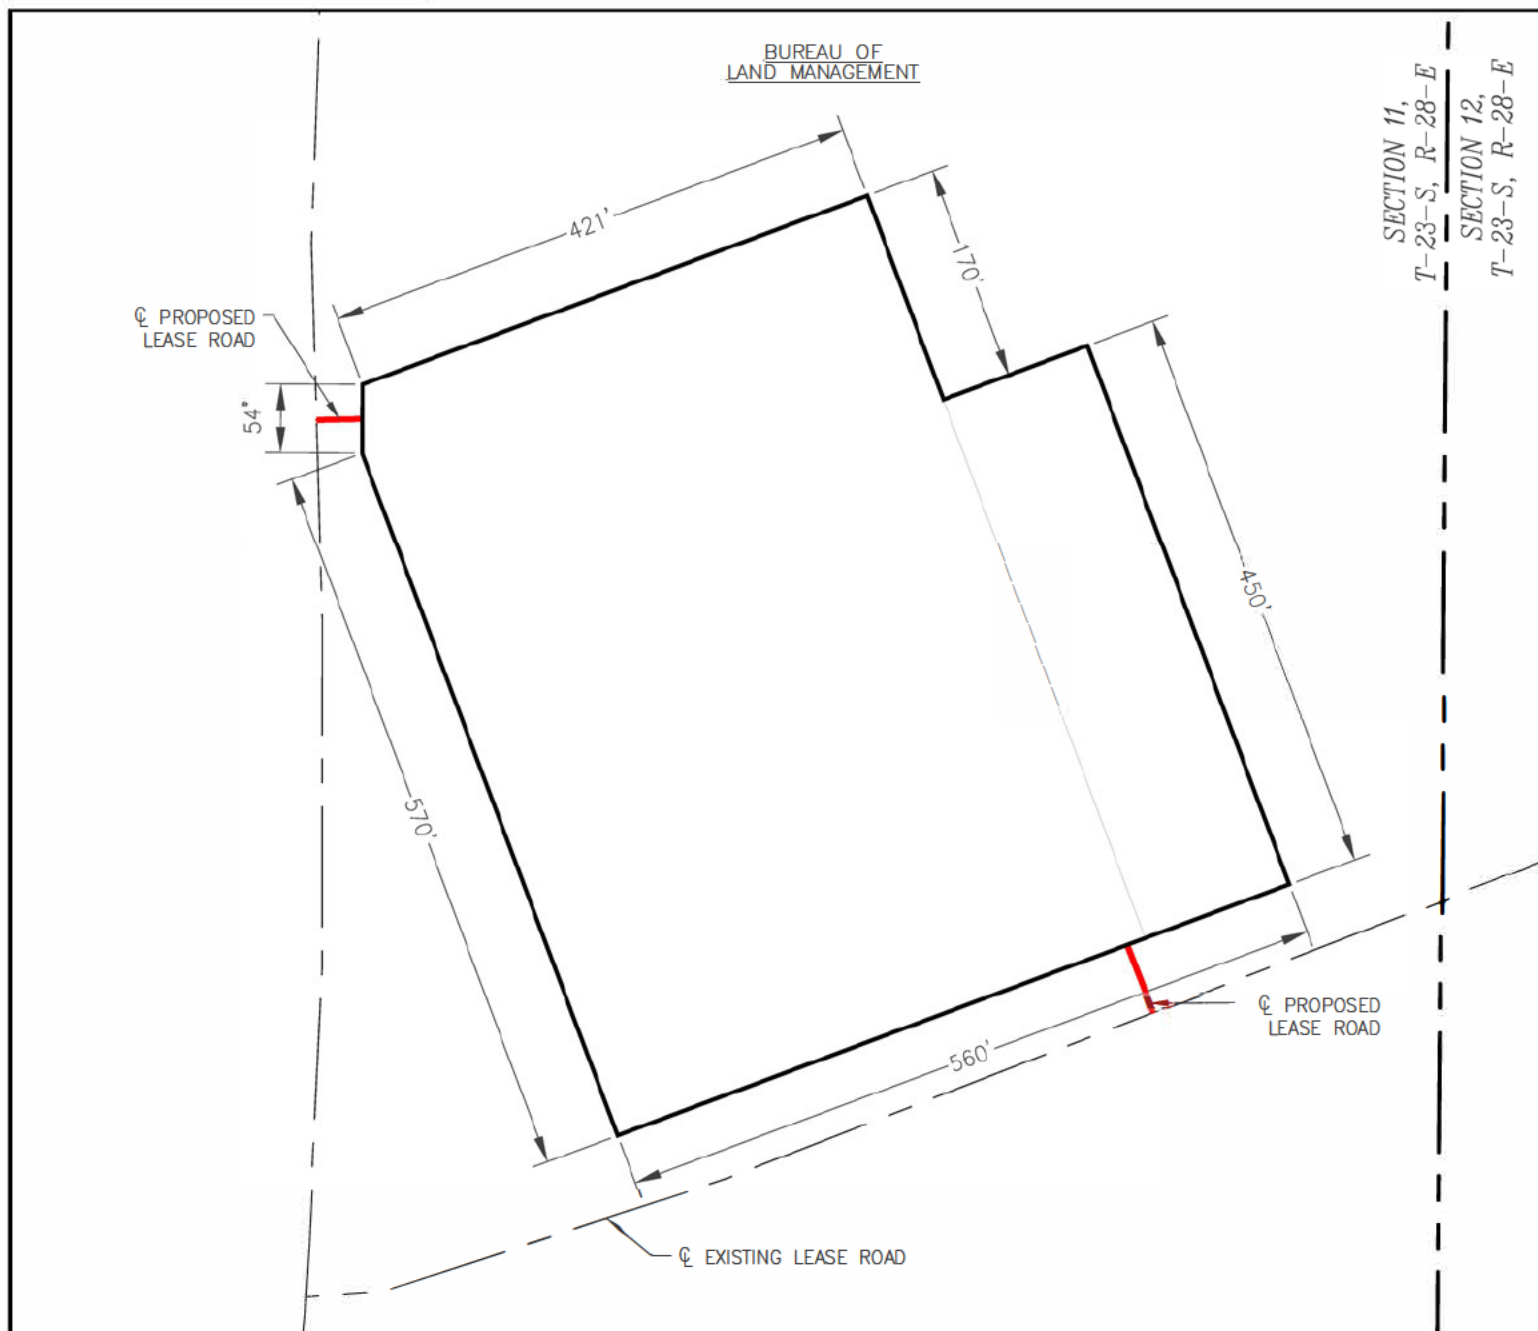 BUREAU OF
LAND MANAGEMENT
SECTION 11,
T-23-S, R-28-E
SECTION 12,
T-23-S, R-28-E
421'
170'
℄ PROPOSED
LEASE ROAD
54'
450'
570'
560'
℄ PROPOSED
LEASE ROAD
℄ EXISTING LEASE ROAD